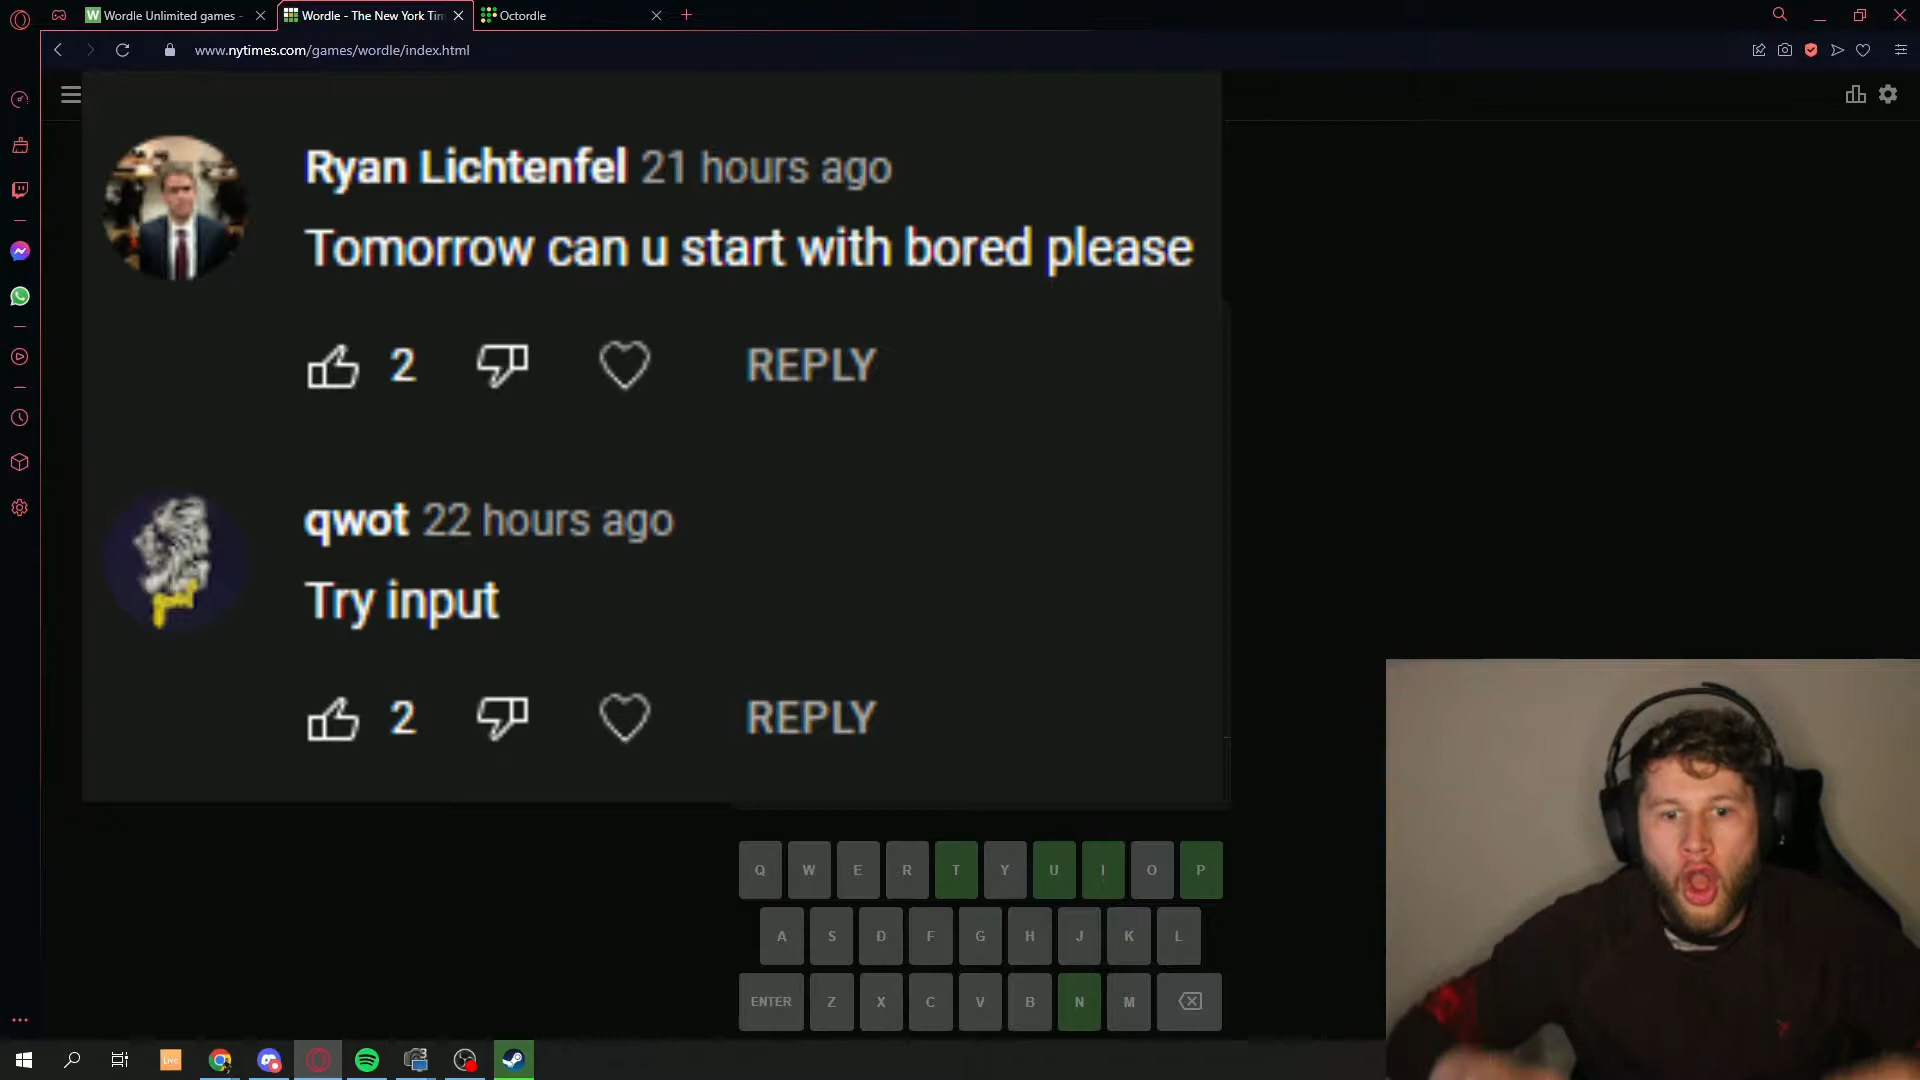 Wordle Unlimited games -
Wordle - The New York Tim
Octordle
www.nytimes.com/games/wordle/index.html
Ryan Lichtenfel 21 hours ago
Tomorrow can u start with bored please
2 REPLY
qwot 22 hours ago
Try input
2 REPLY
Q W E R T Y U I O P
A S D F G H J K L
ENTER Z X C V B N M
Live